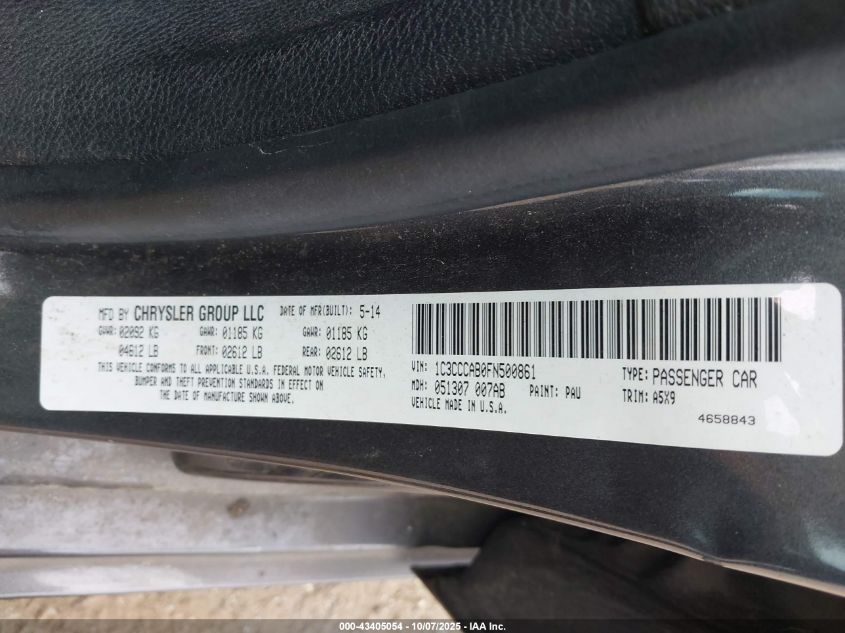 MFD BY CHRYSLER GROUP LLC DATE OF MFR(BUILT): 5-14
GVWR: 02092 KG GAWR: 01185 KG GAWR: 01185 KG
04612 LB FRONT: 02612 LB REAR: 02612 LB
THIS VEHICLE CONFORMS TO ALL APPLICABLE U.S.A. FEDERAL MOTOR VEHICLE SAFETY,
BUMPER AND THEFT PREVENTION STANDARDS IN EFFECT ON
THE DATE OF MANUFACTURE SHOWN ABOVE.
VIN: 1C3CCCAB0FN500861 TYPE: PASSENGER CAR
MDH: 051307 007AB PAINT: PAU TRIM: A5X9
VEHICLE MADE IN U.S.A.
4658843
000-43405054 - 10/07/2025 - IAA Inc.